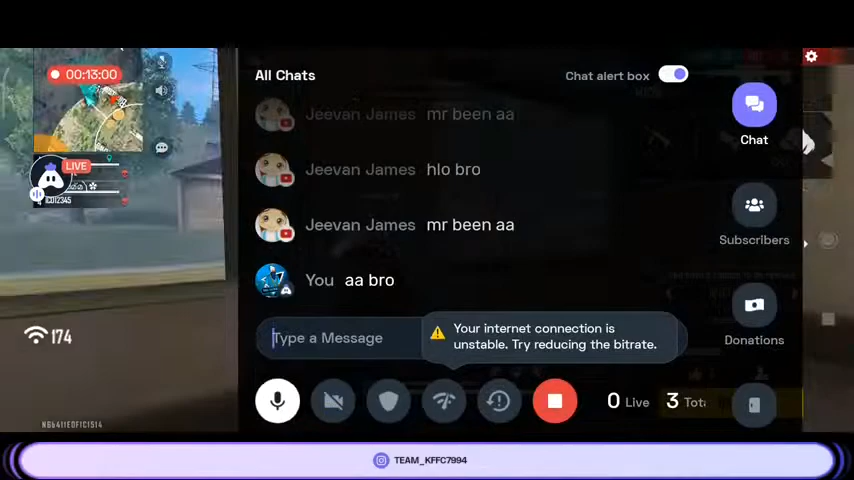 00:13:00
All Chats
Chat alert box
Jeevan James mr been aa
Chat
LIVE
Jeevan James hlo bro
Jeevan James mr been aa
Subscribers
You aa bro
174
Type a Message
Your internet connection is
unstable. Try reducing the bitrate.
Donations
0 Live 3 Tot
TEAM_KFFC7994